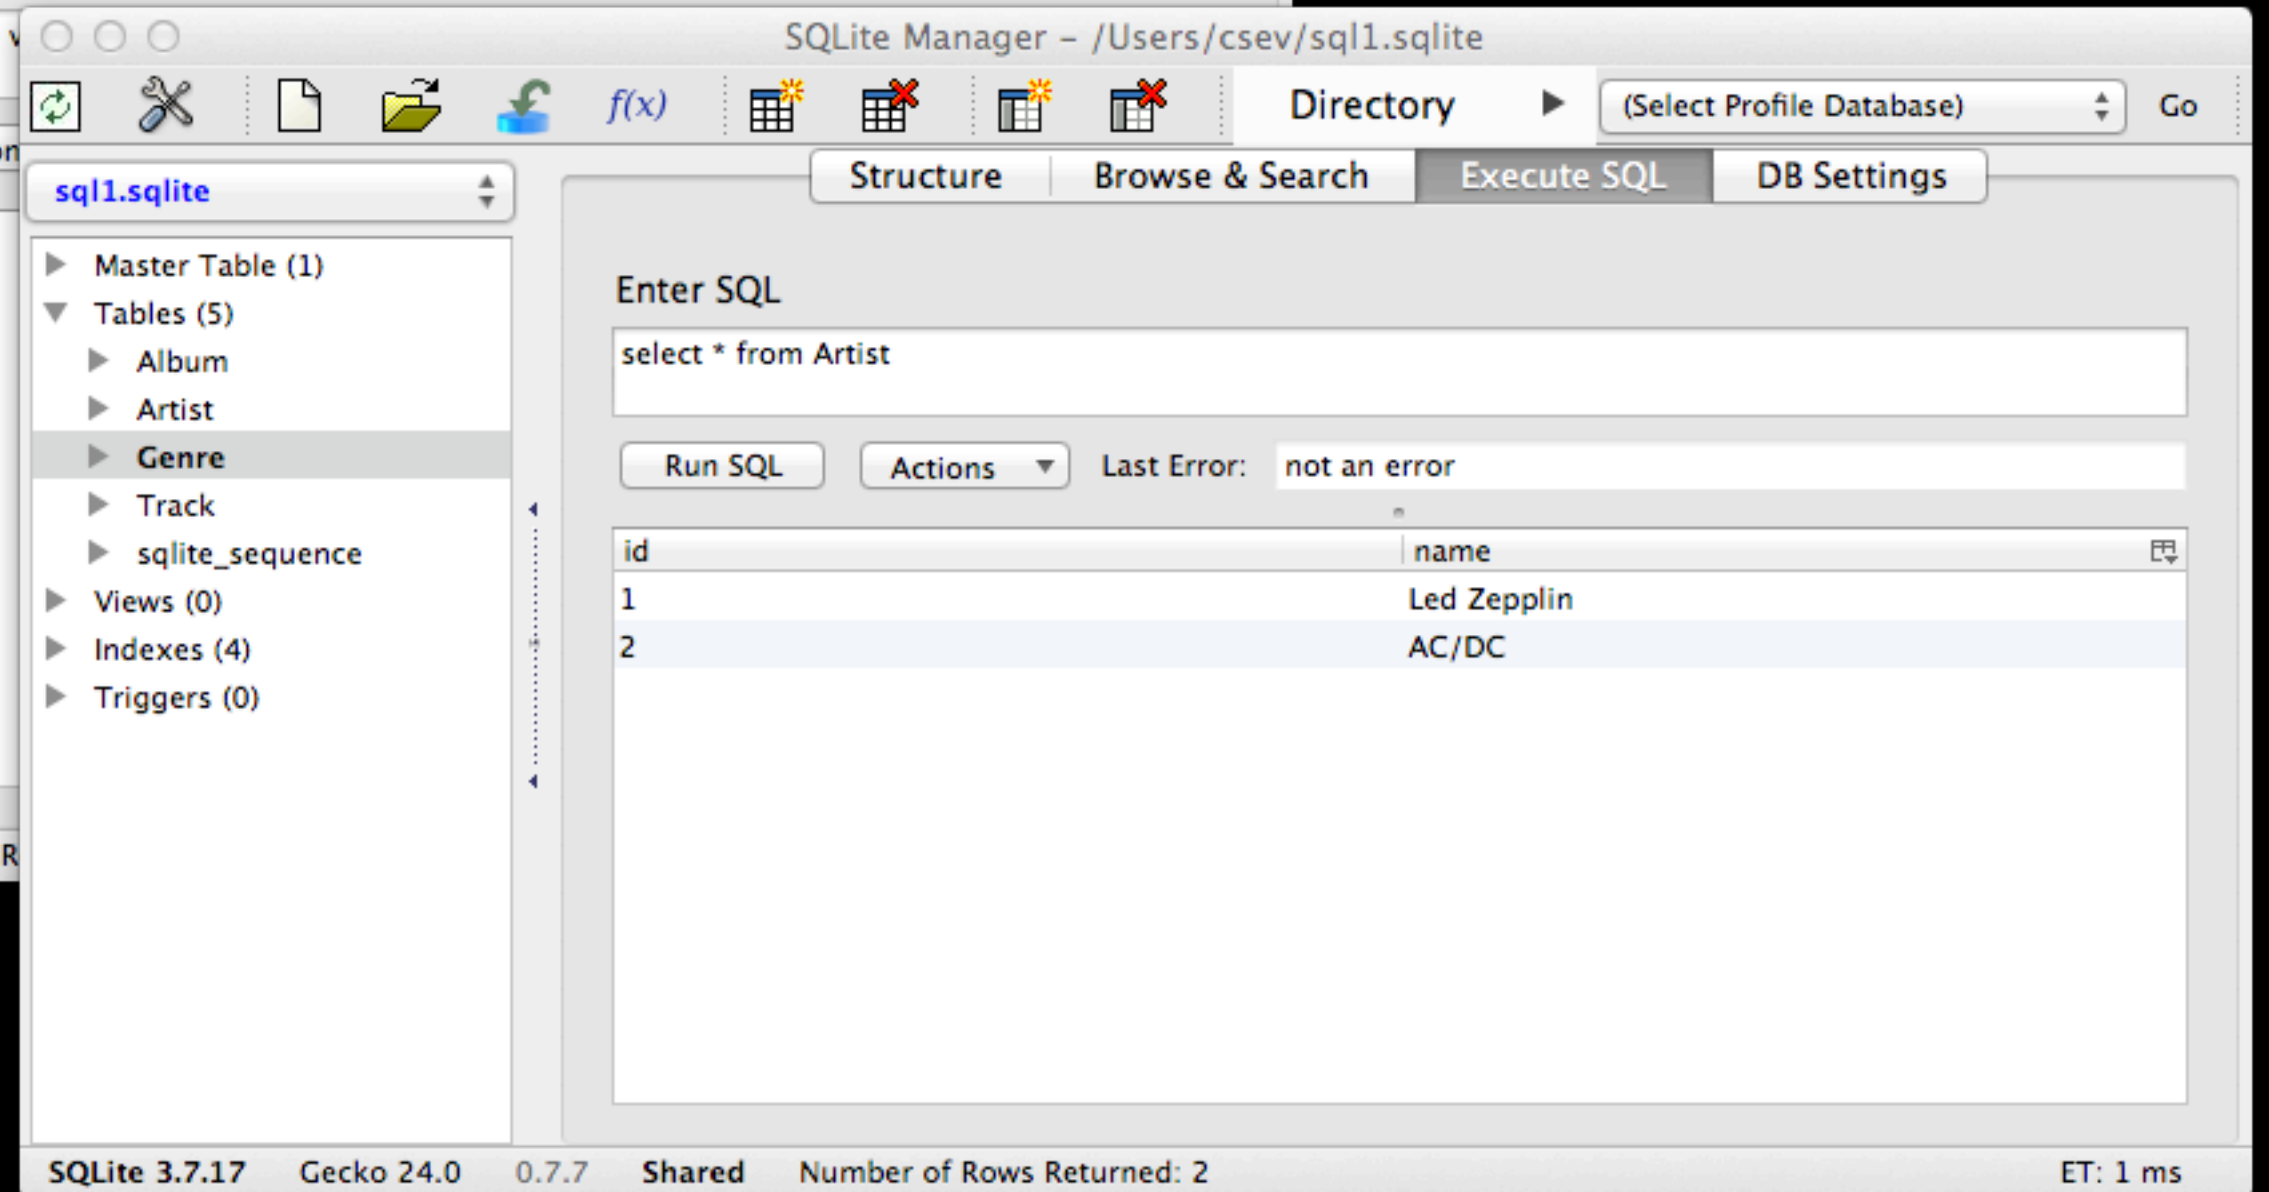 SQLite Manager – /Users/csev/sql1.sqlite
f(x)
Directory
(Select Profile Database)
Go
sql1.sqlite
Structure
Browse & Search
Execute SQL
DB Settings
Master Table (1)
Tables (5)
Album
Artist
Genre
Track
sqlite_sequence
Views (0)
Indexes (4)
Triggers (0)
Enter SQL
select * from Artist
Run SQL
Actions
Last Error:
not an error
id name
1 Led Zepplin
2 AC/DC
SQLite 3.7.17 Gecko 24.0 0.7.7 Shared Number of Rows Returned: 2 ET: 1 ms